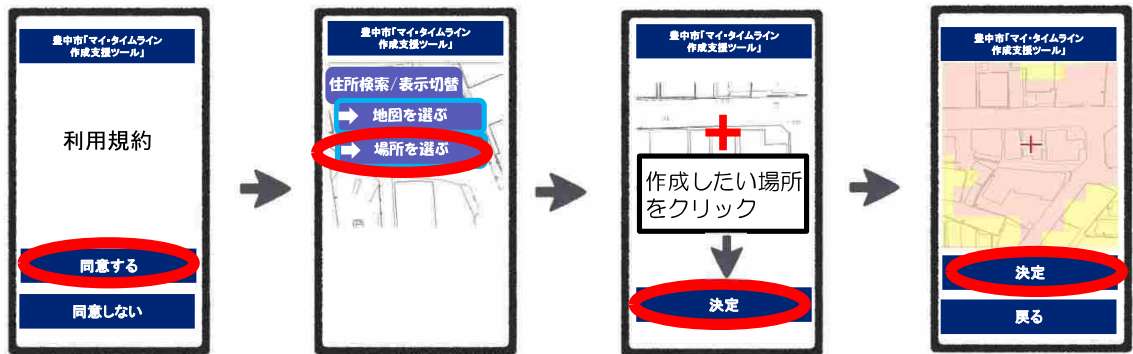 豊中市「マイ・タイムライン
作成支援ツール」
利用規約
同意する
同意しない
豊中市「マイ・タイムライン
作成支援ツール」
住所検索/表示切替
地図を選ぶ
場所を選ぶ
豊中市「マイ・タイムライン
作成支援ツール」
作成したい場所
をクリック
決定
豊中市「マイ・タイムライン
作成支援ツール」
決定
戻る